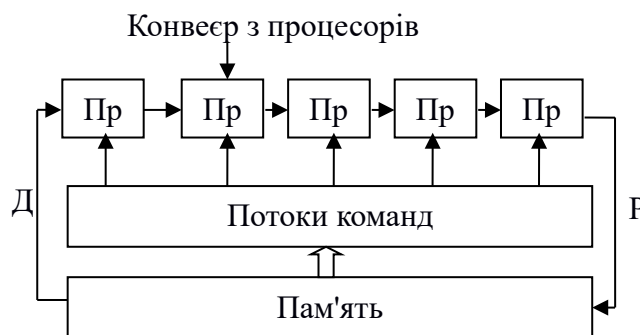 Конвеєр з процесорів
Пр Пр Пр Пр Пр
Д
Р
Потоки команд
Пам'ять